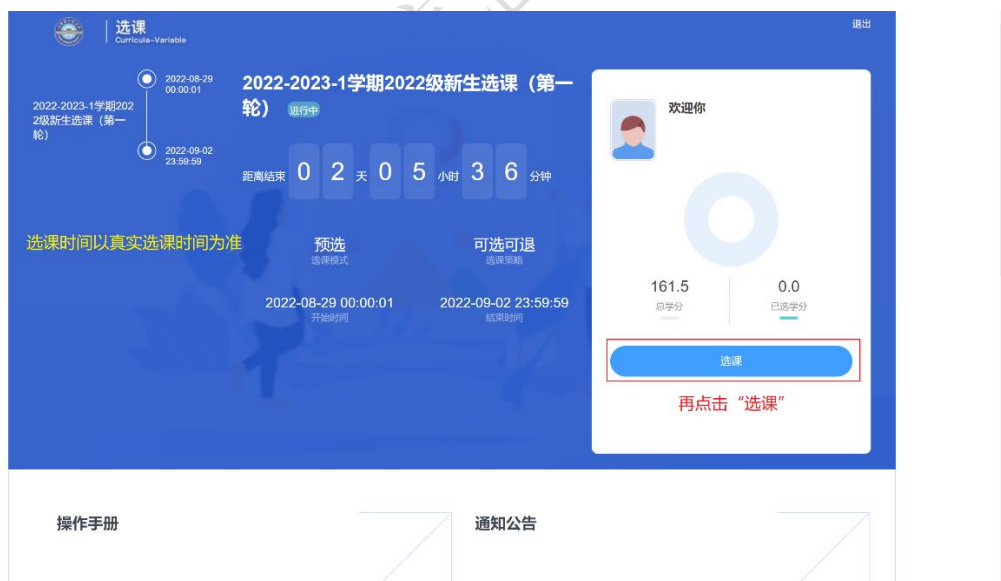 选课
Curricula-Variable
退出
2022-08-29
00:00:01
2022-2023-1学期202
2级新生选课（第一
轮）
2022-09-02
23:59:59
2022-2023-1学期2022级新生选课（第一
轮） 进行中
距离结束 0 2 天 0 5 小时 3 6 分钟
选课时间以真实选课时间为准
预选
选课模式
可选可退
选课策略
2022-08-29 00:00:01
开始时间
2022-09-02 23:59:59
结束时间
欢迎你
161.5
总学分
0.0
已选学分
选课
再点击“选课”
操作手册
通知公告